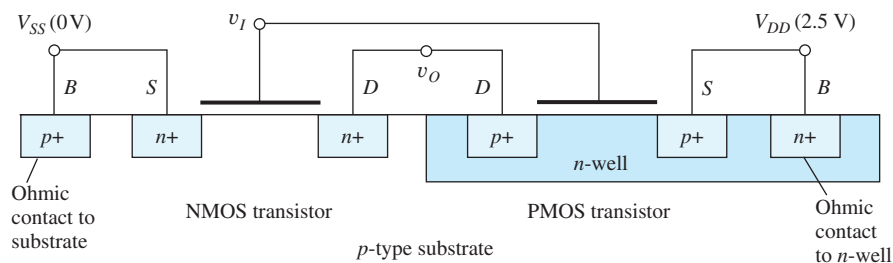 V_SS (0 V)
v_I
V_DD (2.5 V)
B
S
D
v_O
D
S
B
p+
n+
n+
p+
p+
n+
n-well
Ohmic
contact to
substrate
NMOS transistor
PMOS transistor
Ohmic
contact
to n-well
p-type substrate